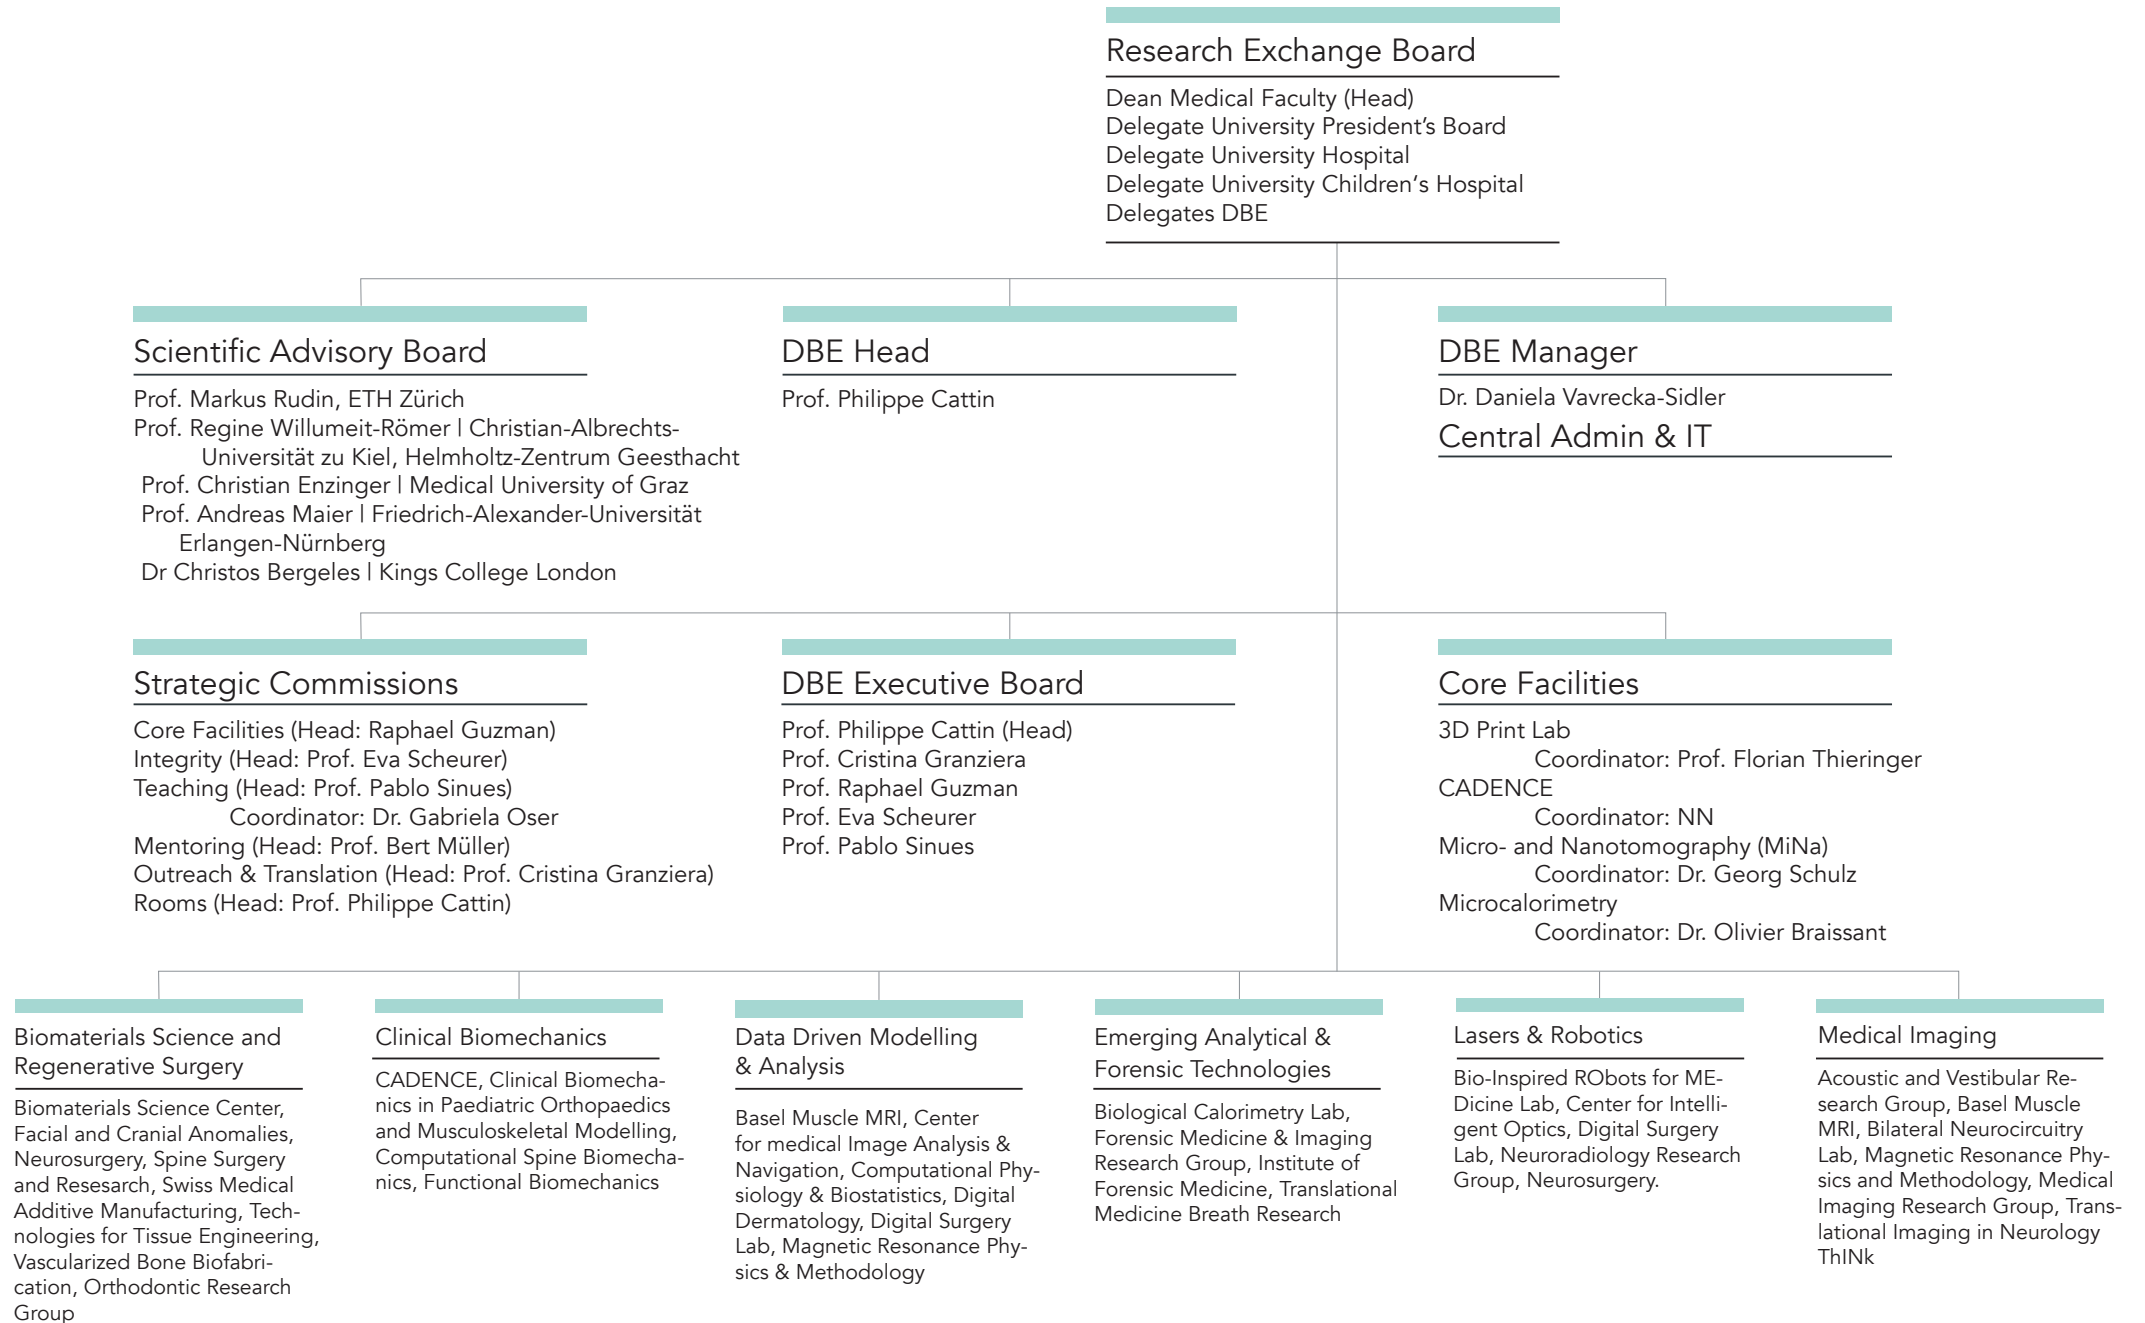 Research Exchange Board
Dean Medical Faculty (Head)
Delegate University President’s Board
Delegate University Hospital
Delegate University Children‘s Hospital
Delegates DBE
Scientific Advisory Board
Prof. Markus Rudin, ETH Zürich
Prof. Regine Willumeit-Römer | Christian-Albrechts-
Universität zu Kiel, Helmholtz-Zentrum Geesthacht
Prof. Christian Enzinger | Medical University of Graz
Prof. Andreas Maier | Friedrich-Alexander-Universität
Erlangen-Nürnberg
Dr Christos Bergeles | Kings College London
DBE Head
Prof. Philippe Cattin
DBE Manager
Dr. Daniela Vavrecka-Sidler
Central Admin & IT
Strategic Commissions
Core Facilities (Head: Raphael Guzman)
Integrity (Head: Prof. Eva Scheurer)
Teaching (Head: Prof. Pablo Sinues)
Coordinator: Dr. Gabriela Oser
Mentoring (Head: Prof. Bert Müller)
Outreach & Translation (Head: Prof. Cristina Granziera)
Rooms (Head: Prof. Philippe Cattin)
DBE Executive Board
Prof. Philippe Cattin (Head)
Prof. Cristina Granziera
Prof. Raphael Guzman
Prof. Eva Scheurer
Prof. Pablo Sinues
Core Facilities
3D Print Lab
Coordinator: Prof. Florian Thieringer
CADENCE
Coordinator: NN
Micro- and Nanotomography (MiNa)
Coordinator: Dr. Georg Schulz
Microcalorimetry
Coordinator: Dr. Olivier Braissant
Biomaterials Science and
Regenerative Surgery
Biomaterials Science Center,
Facial and Cranial Anomalies,
Neurosurgery, Spine Surgery
and Resesarch, Swiss Medical
Additive Manufacturing, Tech-
nologies for Tissue Engineering,
Vascularized Bone Biofabri-
cation, Orthodontic Research
Group
Clinical Biomechanics
CADENCE, Clinical Biomecha-
nics in Paediatric Orthopaedics
and Musculoskeletal Modelling,
Computational Spine Biomecha-
nics, Functional Biomechanics
Data Driven Modelling
& Analysis
Basel Muscle MRI, Center
for medical Image Analysis &
Navigation, Computational Phy-
siology & Biostatistics, Digital
Dermatology, Digital Surgery
Lab, Magnetic Resonance Phy-
sics & Methodology
Emerging Analytical &
Forensic Technologies
Biological Calorimetry Lab,
Forensic Medicine & Imaging
Research Group, Institute of
Forensic Medicine, Translational
Medicine Breath Research
Lasers & Robotics
Bio-Inspired RObots for ME-
Dicine Lab, Center for Intelli-
gent Optics, Digital Surgery
Lab, Neuroradiology Research
Group, Neurosurgery.
Medical Imaging
Acoustic and Vestibular Re-
search Group, Basel Muscle
MRI, Bilateral Neurocircuitry
Lab, Magnetic Resonance Phy-
sics and Methodology, Medical
Imaging Research Group, Trans-
lational Imaging in Neurology
ThINk